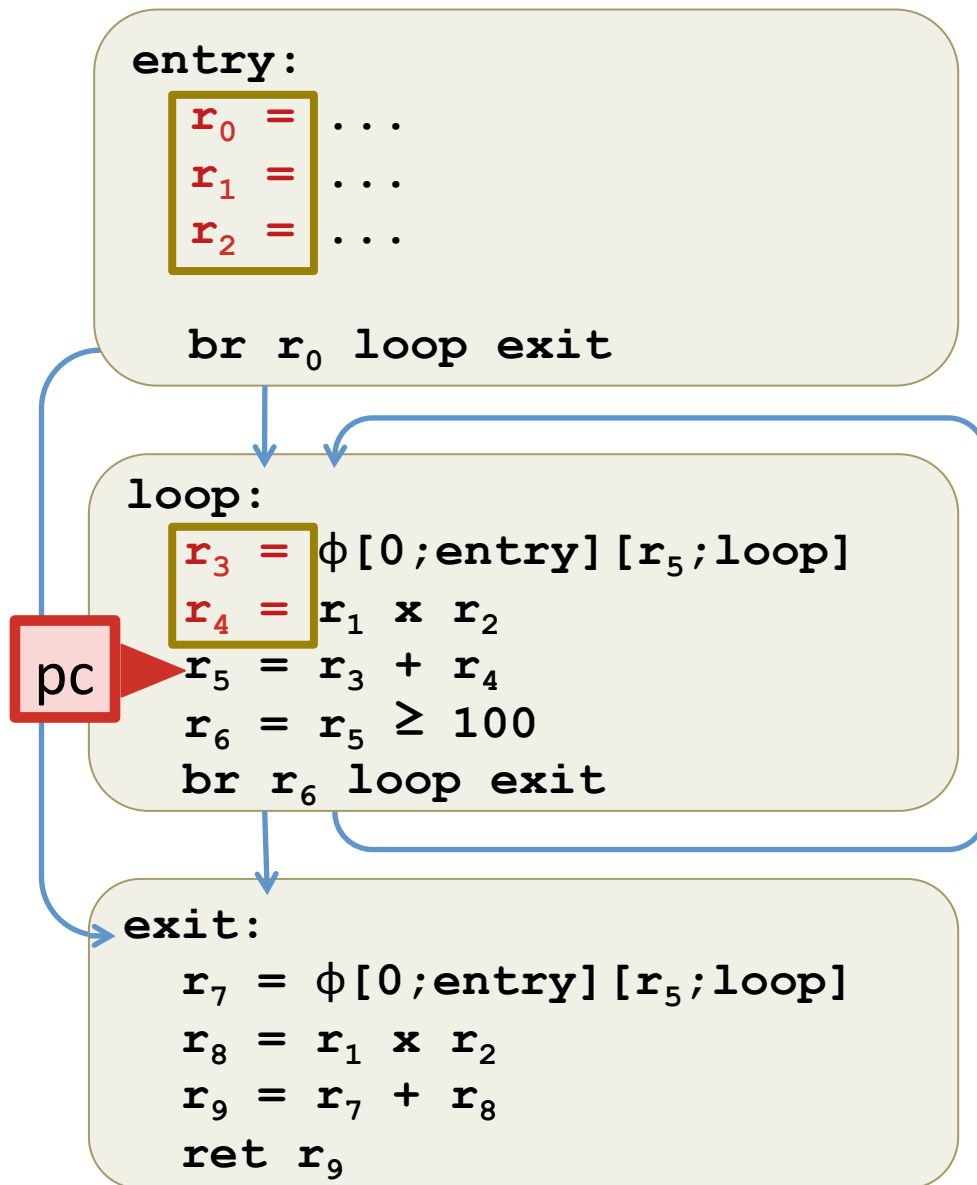 entry:
r₀ = ...
r₁ = ...
r₂ = ...
br r₀ loop exit
loop:
r₃ = ϕ[0;entry][r₅;loop]
r₄ = r₁ x r₂
pc
r₅ = r₃ + r₄
r₆ = r₅ ≥ 100
br r₆ loop exit
exit:
r₇ = ϕ[0;entry][r₅;loop]
r₈ = r₁ x r₂
r₉ = r₇ + r₈
ret r₉